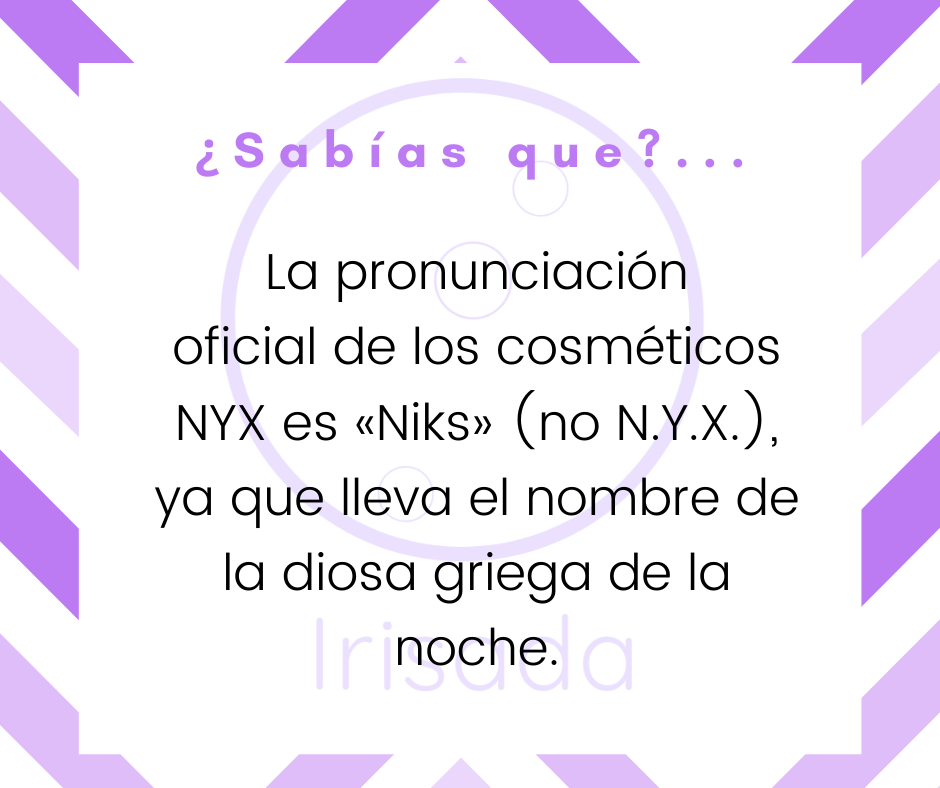 ¿Sabías que?...
La pronunciación
oficial de los cosméticos
NYX es «Niks» (no N.Y.X.),
ya que lleva el nombre de
la diosa griega de la
noche.
Irisada